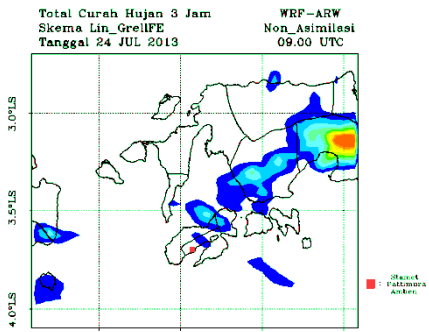 Total Curah Hujan 3 Jam WRF-ARW
Skema Lin_GrellFE Non_Asimilasi
Tanggal 24 JUL 2013 09.00 UTC
3.0°LS
3.5°LS
4.0°LS
Stamet
: Pattimura
Ambon